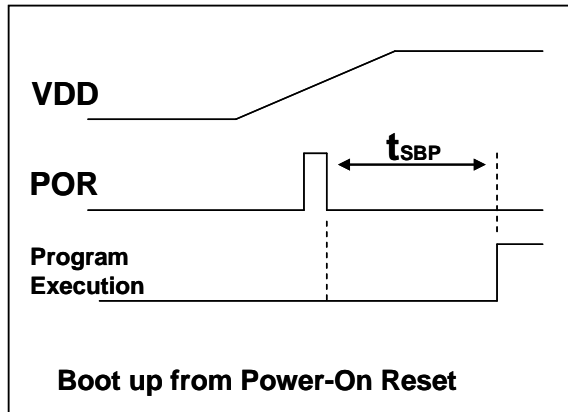 VDD
tSBP
POR
Program
Execution
Boot up from Power-On Reset